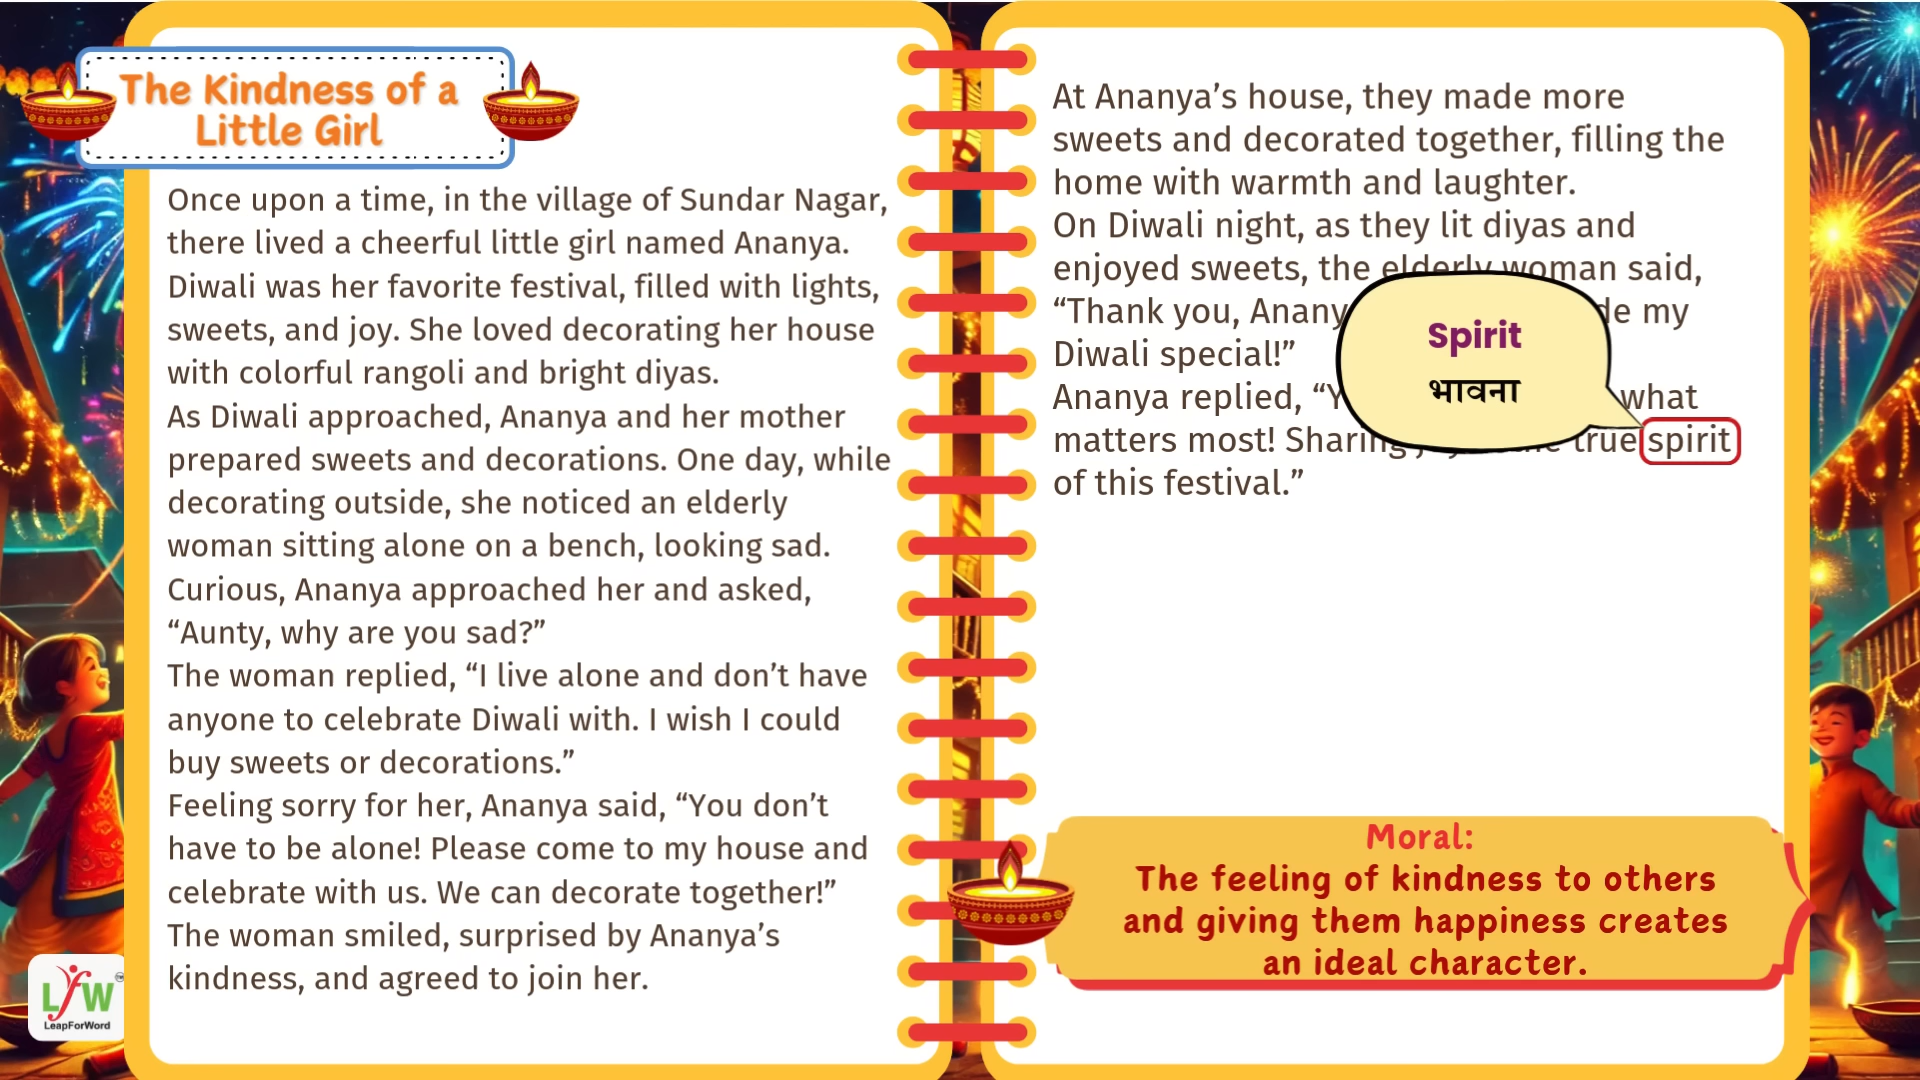 The Kindness of a
Little Girl
Once upon a time, in the village of Sundar Nagar,
there lived a cheerful little girl named Ananya.
Diwali was her favorite festival, filled with lights,
sweets, and joy. She loved decorating her house
with colorful rangoli and bright diyas.
As Diwali approached, Ananya and her mother
prepared sweets and decorations. One day, while
decorating outside, she noticed an elderly
woman sitting alone on a bench, looking sad.
Curious, Ananya approached her and asked,
“Aunty, why are you sad?”
The woman replied, “I live alone and don’t have
anyone to celebrate Diwali with. I wish I could
buy sweets or decorations.”
Feeling sorry for her, Ananya said, “You don’t
have to be alone! Please come to my house and
celebrate with us. We can decorate together!”
The woman smiled, surprised by Ananya’s
kindness, and agreed to join her.
LfW
LeapForWord
At Ananya’s house, they made more
sweets and decorated together, filling the
home with warmth and laughter.
On Diwali night, as they lit diyas and
enjoyed sweets, the elderly woman said,
“Thank you, my
Diwali special!”
Ananya replied, what
matters most! Sharing true spirit
of this festival.”
Spirit
भावना
Moral:
The feeling of kindness to others
and giving them happiness creates
an ideal character.